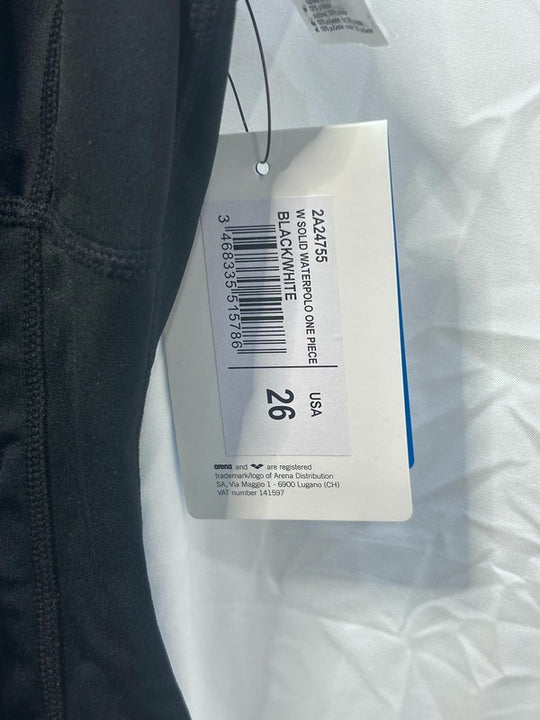 2A24755
W SOLID WATERPOLO ONE PIECE
BLACK/WHITE
3 468335 515786
USA
26
arena and are registered
trademark/logo of Arena Distribution
SA, Via Maggio 1 - 6900 Lugano (CH)
VAT number 141597